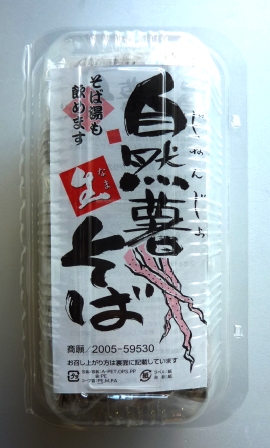 自然薯
そば
じねんじょ
生
なま
そば湯も
飲めます
商願／2005-59530
お召し上がり方は裏面に記載しています